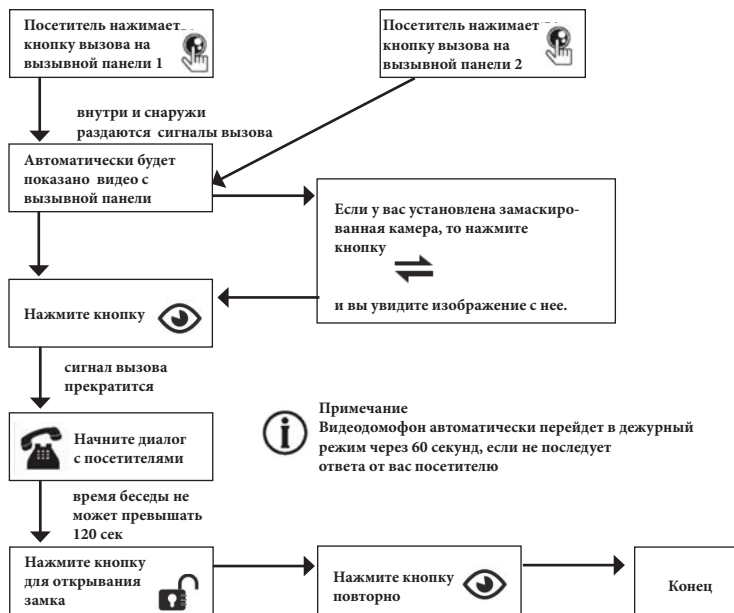 Посетитель нажимает
кнопку вызова на
вызывной панели 1
Посетитель нажимает
кнопку вызова на
вызывной панели 2
внутри и снаружи
раздаются сигналы вызова
Автоматически будет
показано видео с
вызывной панели
Если у вас установлена замаскиро-
ванная камера, то нажмите
кнопку
и вы увидите изображение с нее.
Нажмите кнопку
сигнал вызова
прекратится
Начните диалог
с посетителями
Примечание
Видеодомофон автоматически перейдет в дежурный
режим через 60 секунд, если не последует
ответа от вас посетителю
время беседы не
может превышать
120 сек
Нажмите кнопку
для открывания
замка
Нажмите кнопку
повторно
Конец